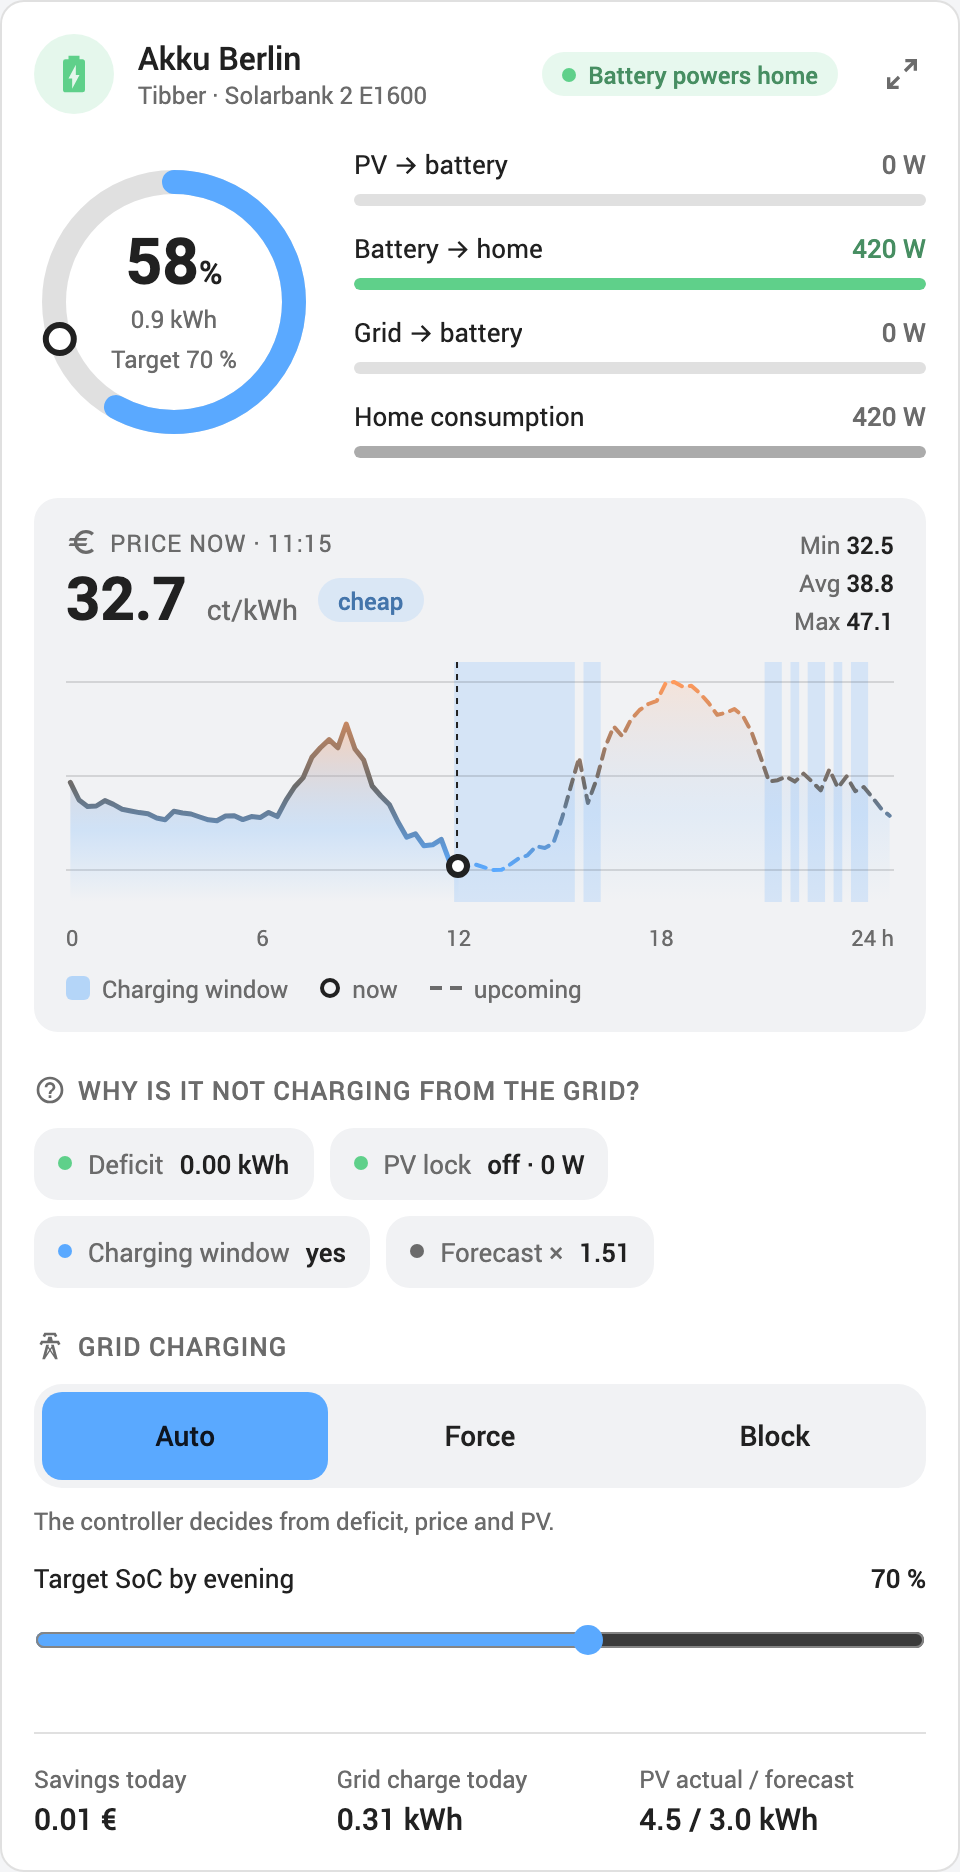 Akku Berlin
Tibber · Solarbank 2 E1600
Battery powers home
58%
0.9 kWh
Target 70 %
PV → battery 0 W
Battery → home 420 W
Grid → battery 0 W
Home consumption 420 W
PRICE NOW · 11:15
32.7 ct/kWh cheap
Min 32.5
Avg 38.8
Max 47.1
0 6 12 18 24 h
Charging window now upcoming
WHY IS IT NOT CHARGING FROM THE GRID?
Deficit 0.00 kWh PV lock off · 0 W
Charging window yes Forecast × 1.51
GRID CHARGING
Auto Force Block
The controller decides from deficit, price and PV.
Target SoC by evening 70 %
Savings today Grid charge today PV actual / forecast
0.01 € 0.31 kWh 4.5 / 3.0 kWh